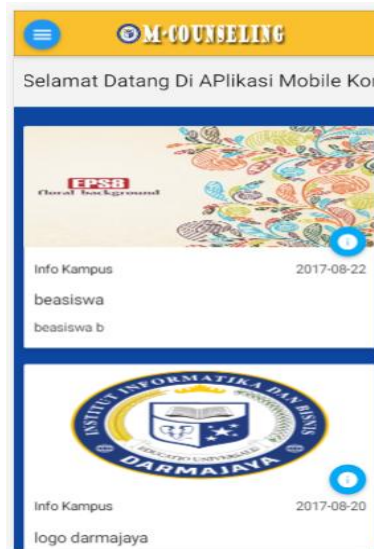 M-COUNSELING
Selamat Datang Di APlikasi Mobile Ko
EPS8
floral background
Info Kampus 2017-08-22
beasiswa
beasiswa b
INSTITUT INFORMATIKA DAN BISNIS
DARMAJAYA
Info Kampus 2017-08-20
logo darmajaya